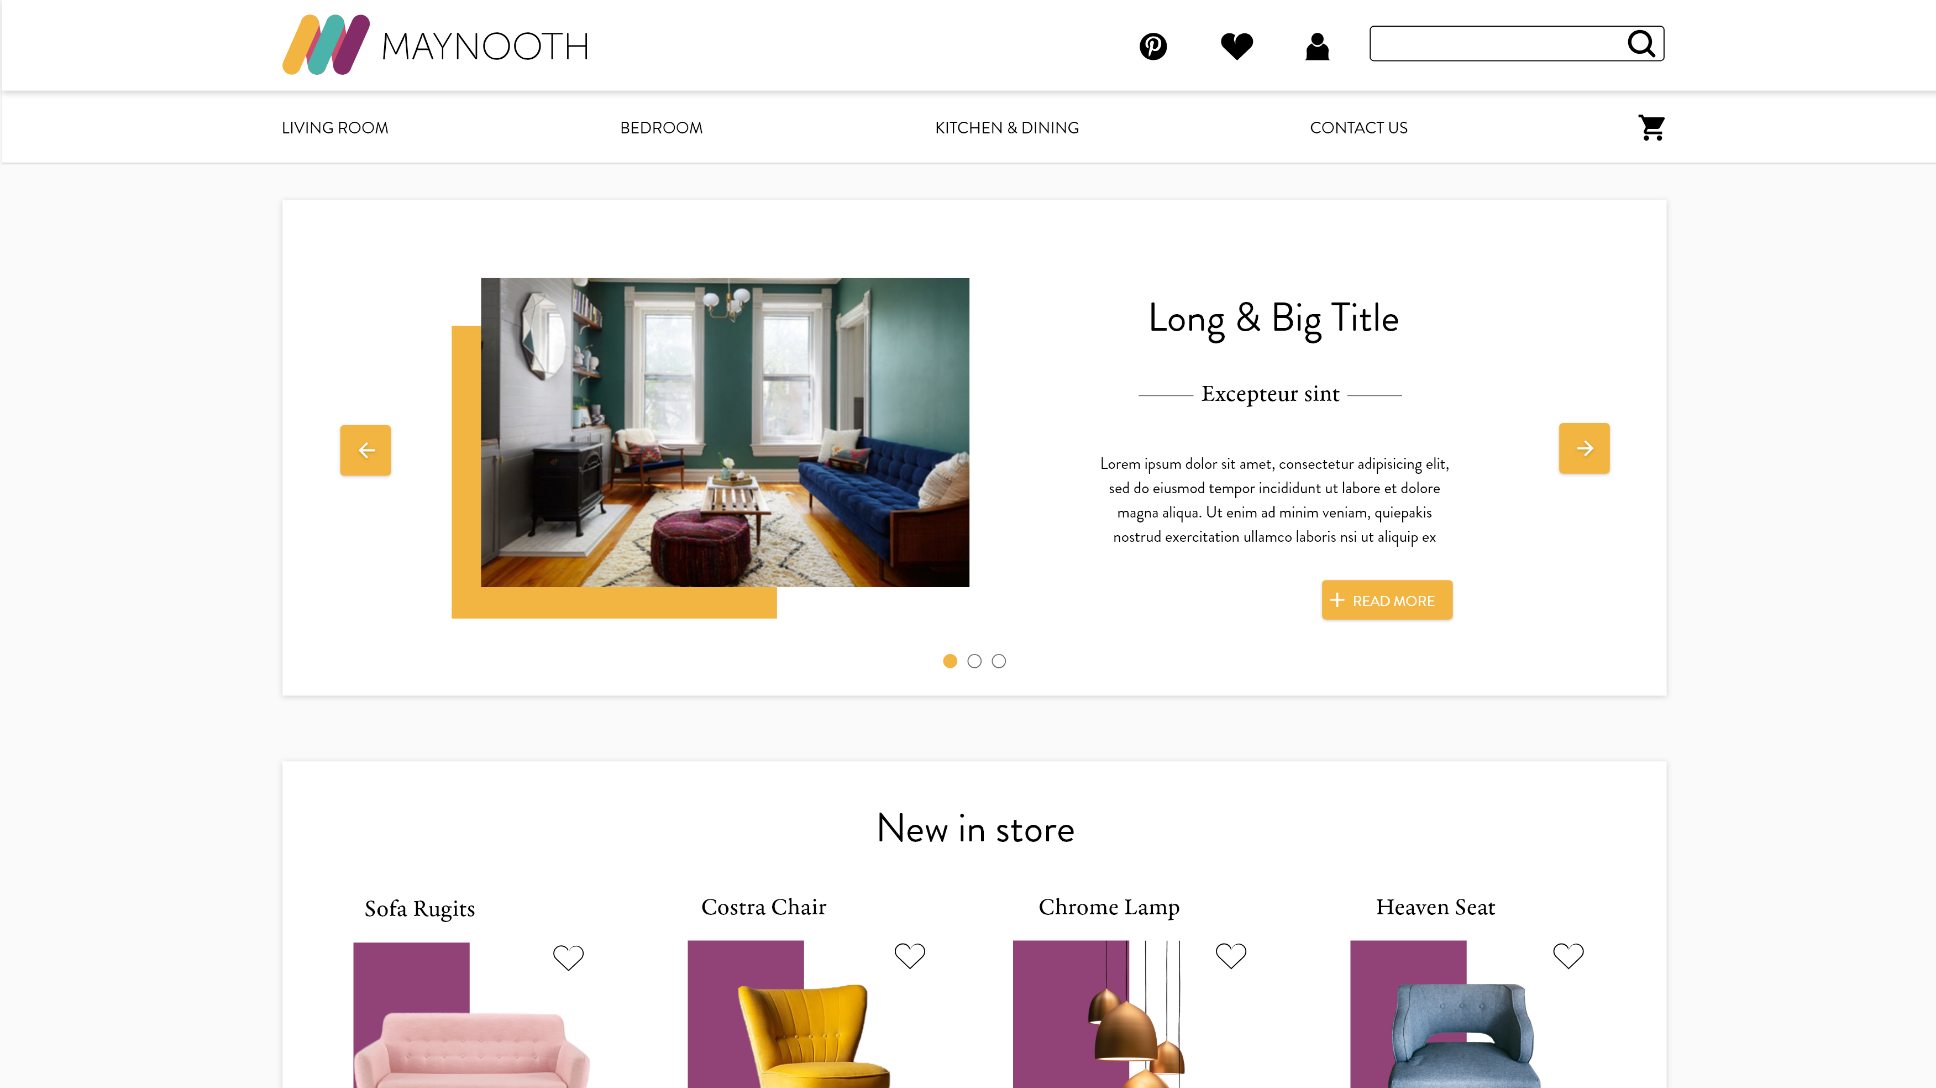 MAYNOOTH
LIVING ROOM
BEDROOM
KITCHEN & DINING
CONTACT US
Long & Big Title
Excepteur sint
Lorem ipsum dolor sit amet, consectetur adipisicing elit,
sed do eiusmod tempor incididunt ut labore et dolore
magna aliqua. Ut enim ad minim veniam, quiepakis
nostrud exercitation ullamco laboris nsi ut aliquip ex
READ MORE
New in store
Sofa Rugits
Costra Chair
Chrome Lamp
Heaven Seat